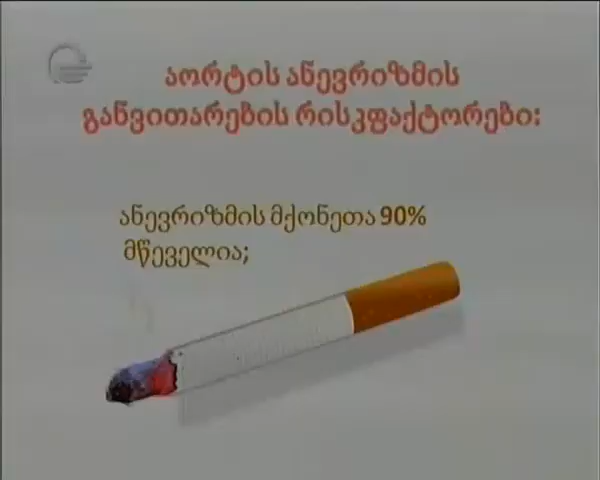 აორტის ანევრიზმის
განვითარების რისკფაქტორები:
ანევრიზმის მქონეთა 90%
მწეველია;